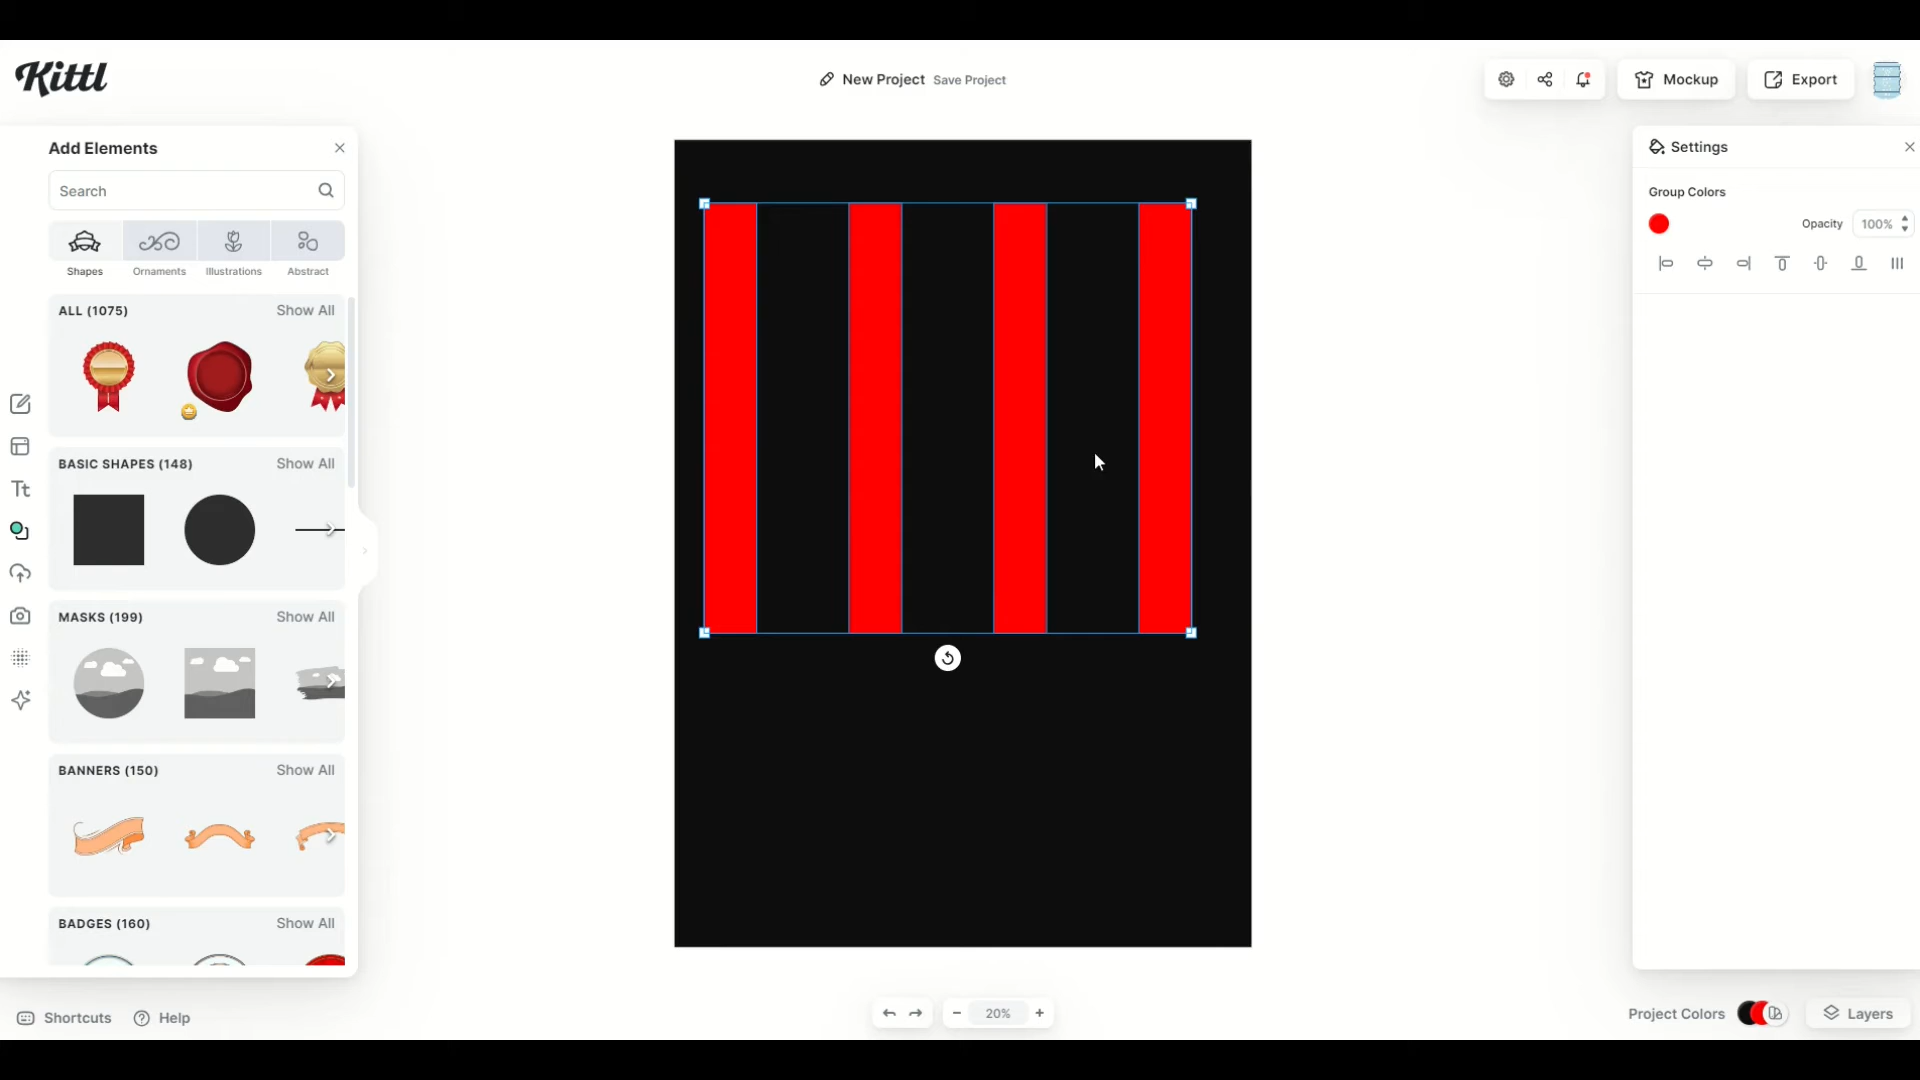 Kittl
New Project Save Project
Mockup
Export
Add Elements
Search
Shapes
Ornaments
Illustrations
Abstract
ALL (1075)
Show All
BASIC SHAPES (148)
Show All
MASKS (199)
Show All
BANNERS (150)
Show All
BADGES (160)
Show All
Tt
Settings
Group Colors
Opacity
100%
Shortcuts
Help
20%
Project Colors
Layers